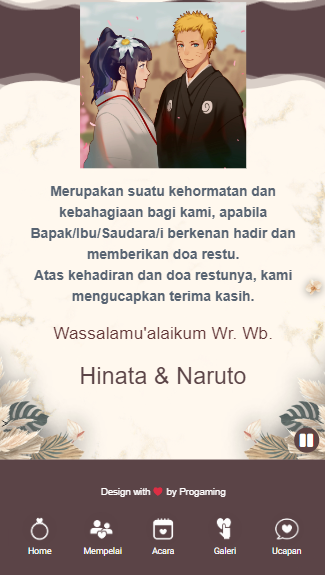 Merupakan suatu kehormatan dan
kebahagiaan bagi kami, apabila
Bapak/Ibu/Saudara/i berkenan hadir dan
memberikan doa restu.
Atas kehadiran dan doa restunya, kami
mengucapkan terima kasih.
Wassalamu'alaikum Wr. Wb.
Hinata & Naruto
Design with ❤ by Progaming
Home Mempelai Acara Galeri Ucapan